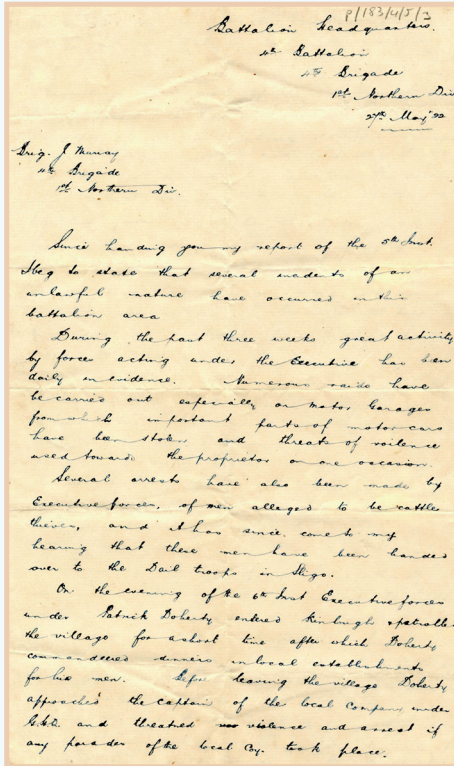 P/183/4/5/3
Battalion Headquarters.
4th Battalion
4th Brigade
1st Northern Div
27th May 22
Brig. J Murray
4th Brigade
1st Northern Div.
Since handing you my report of the 5th Inst.
I beg to state that several incidents of an
unlawful nature have occurred in this
battalion area
During the past three weeks great activity
by forces acting under the Executive has been
daily in evidence. Numerous raids have
be carried out especially on Motor Garages
from which important parts of motor cars
have been stolen and threats of voilence
used towards the proprietor on one occasion.
Several arrests have also been made by
Executive forces, of men alleged to be cattle
thieves, and it has since come to my
hearing that these men have been handed
over to the Dail troops in Sligo.
On the evening of the 6th Inst Executive forces
under Patrick Doherty entered &patrolle
the village for a short time after which Doherty
commandeered dinners in local establishments
for his men. Before leaving the village Doherty
approaches the Captain of the local Company under
G.H.Q. and threatned violence and arrest if
any parades of the local Coy. took place.